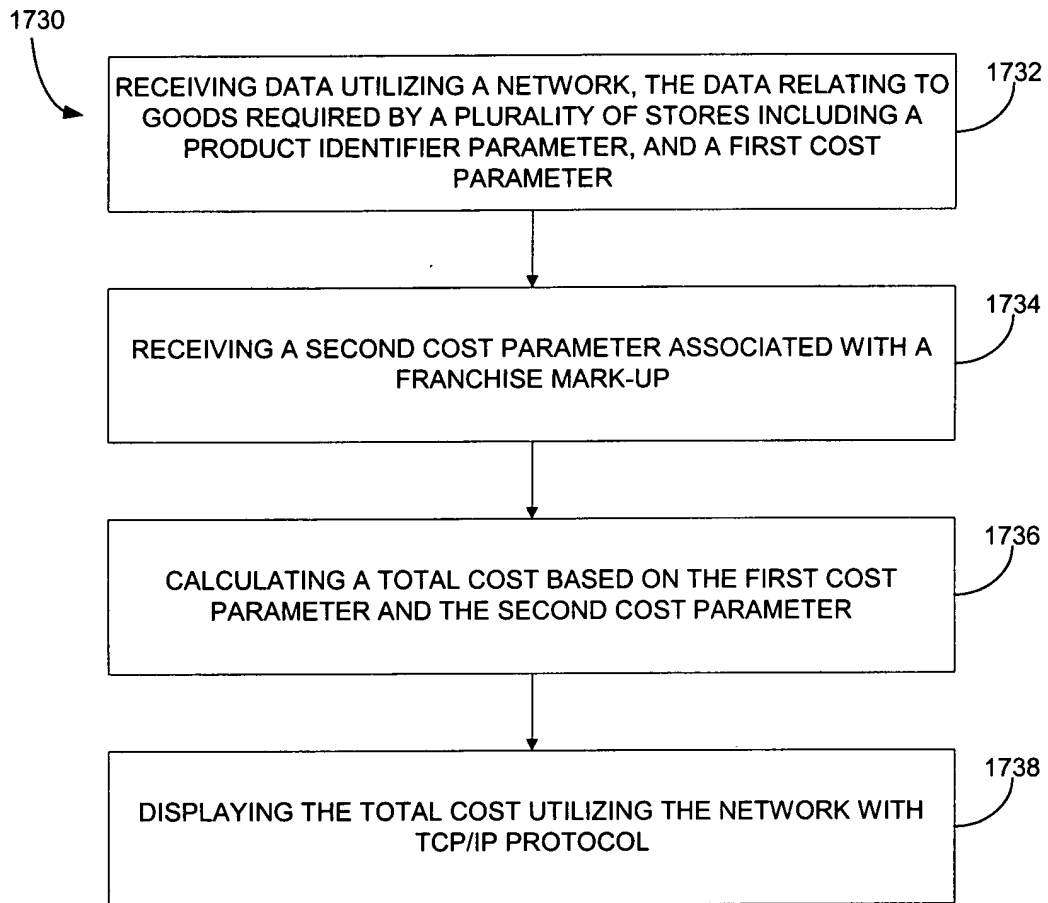 1730
RECEIVING DATA UTILIZING A NETWORK, THE DATA RELATING TO
GOODS REQUIRED BY A PLURALITY OF STORES INCLUDING A
PRODUCT IDENTIFIER PARAMETER, AND A FIRST COST
PARAMETER
1732
RECEIVING A SECOND COST PARAMETER ASSOCIATED WITH A
FRANCHISE MARK-UP
1734
CALCULATING A TOTAL COST BASED ON THE FIRST COST
PARAMETER AND THE SECOND COST PARAMETER
1736
DISPLAYING THE TOTAL COST UTILIZING THE NETWORK WITH
TCP/IP PROTOCOL
1738